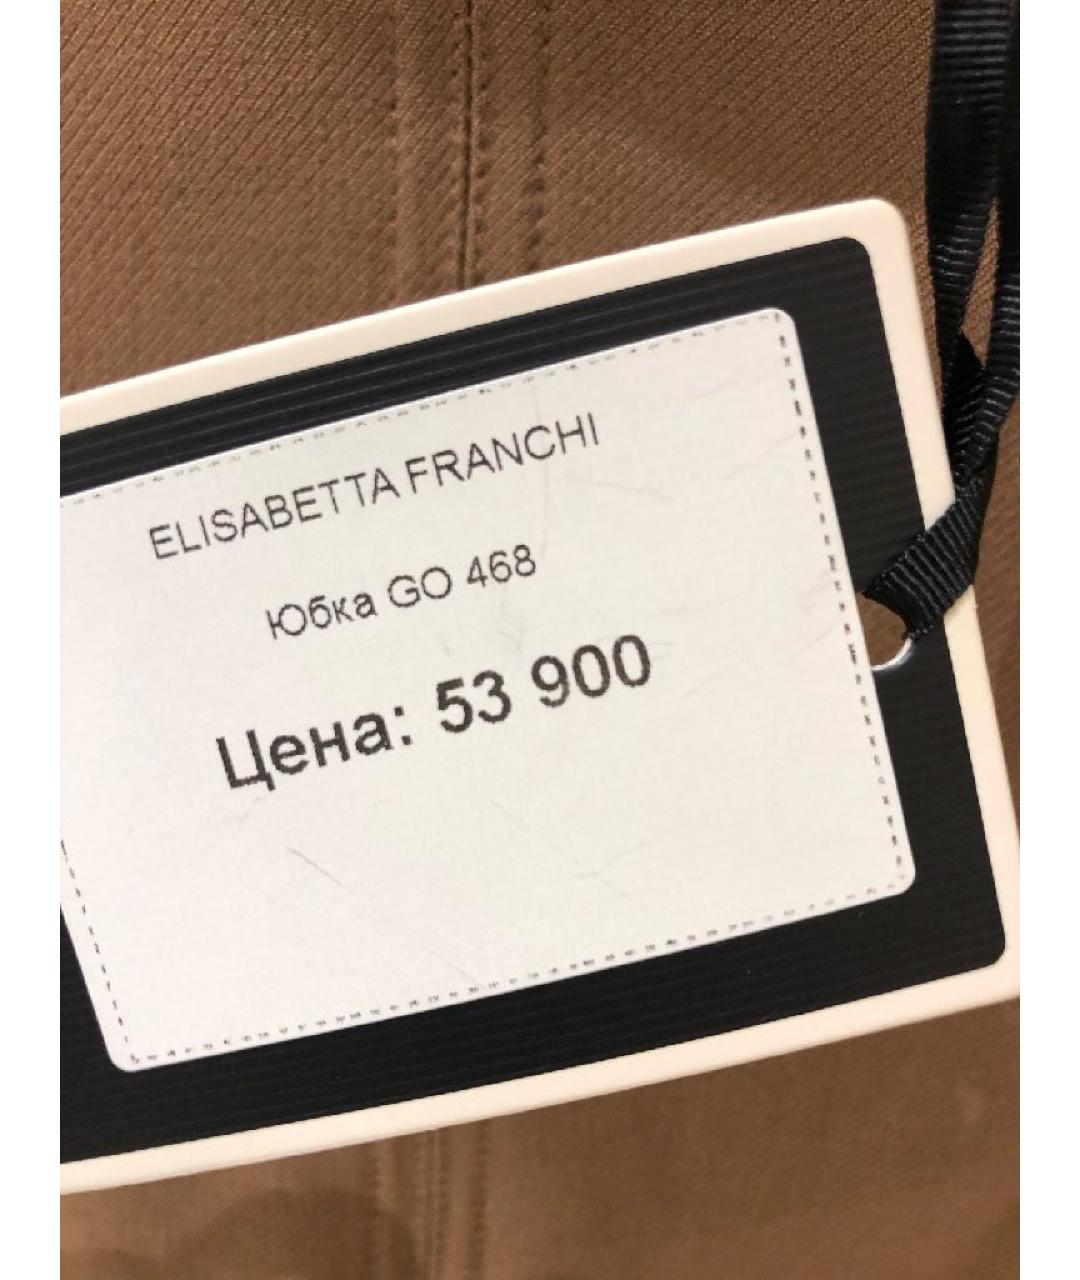 ELISABETTA FRANCHI
Юбка GO 468
Цена: 53 900